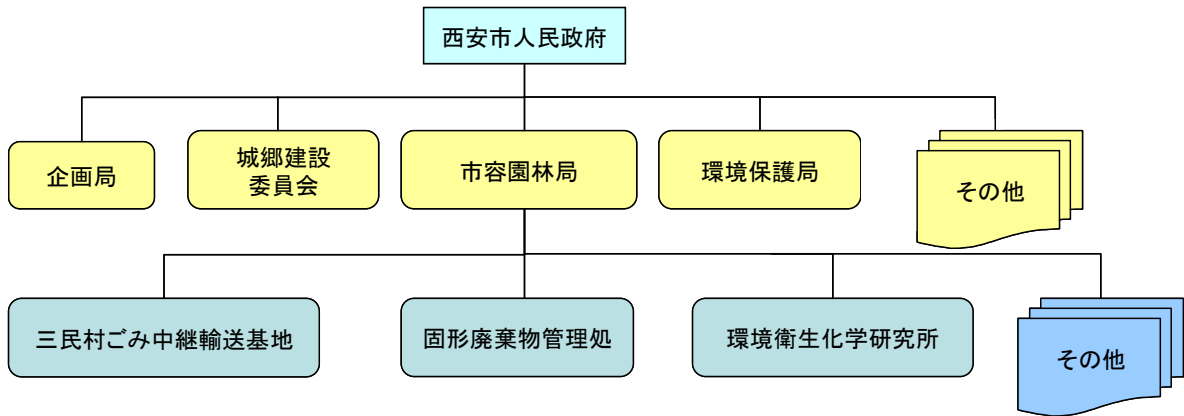 西安市人民政府
企画局
城郷建設
委員会
市容園林局
環境保護局
その他
三民村ごみ中継輸送基地
固形廃棄物管理処
環境衛生化学研究所
その他